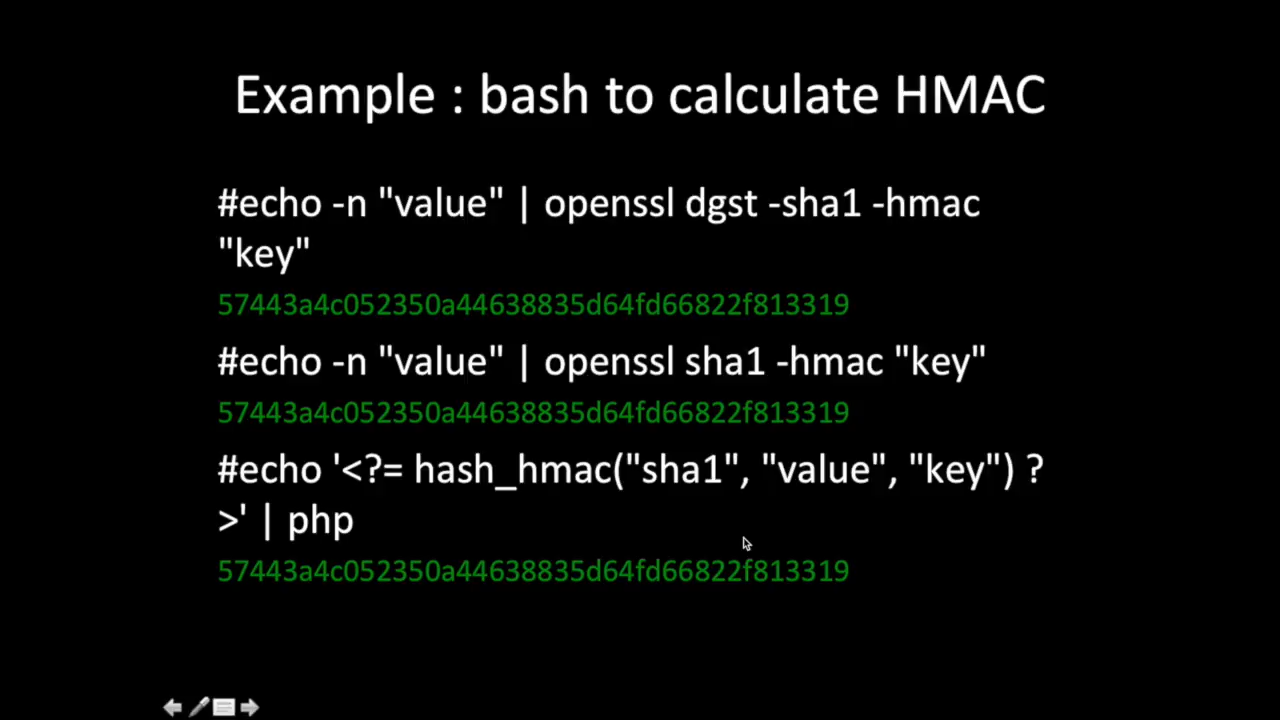 Example : bash to calculate HMAC
#echo -n "value" | openssl dgst -sha1 -hmac
"key"
57443a4c052350a44638835d64fd66822f813319
#echo -n "value" | openssl sha1 -hmac "key"
57443a4c052350a44638835d64fd66822f813319
#echo '<?= hash_hmac("sha1", "value", "key") ?
>' | php
57443a4c052350a44638835d64fd66822f813319